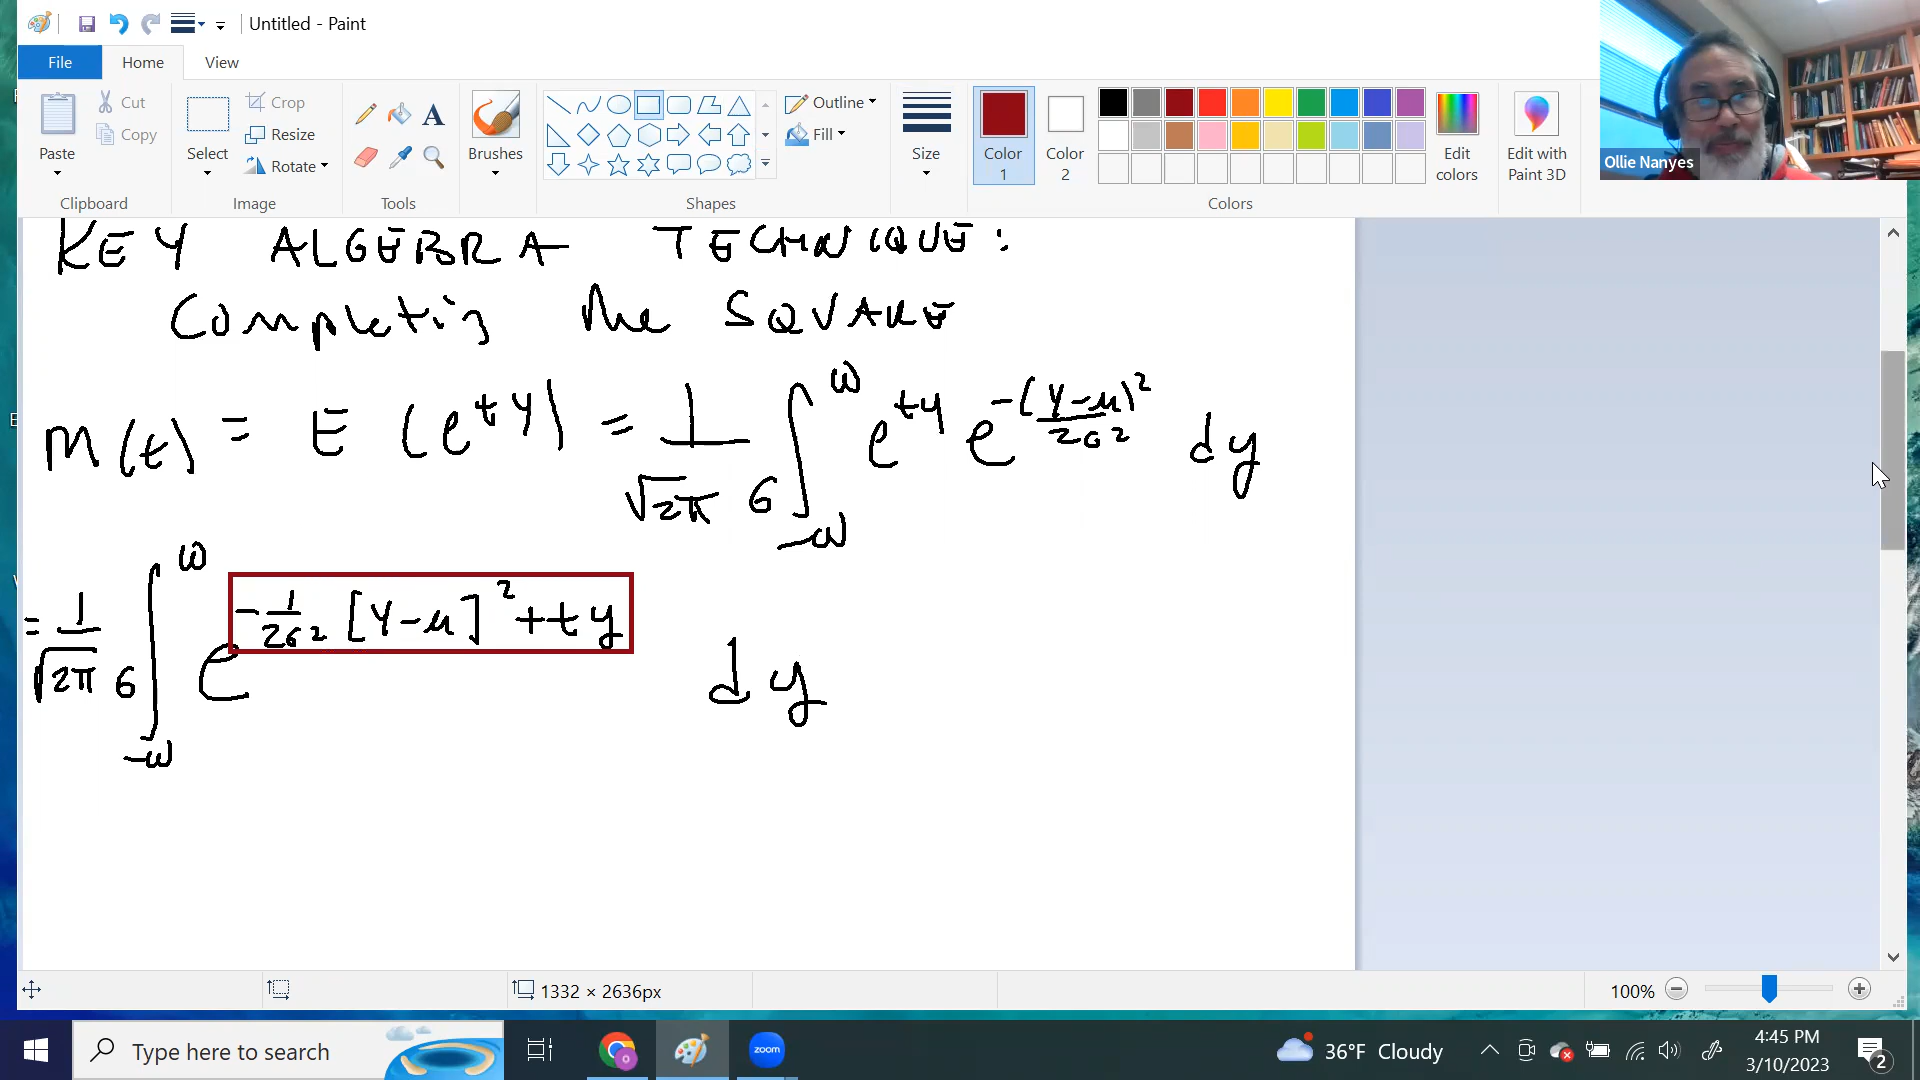 Untitled - Paint
File Home View
Cut
Copy
Paste
Clipboard
Crop
Resize
Rotate
Select
Image
Tools
Brushes
Shapes
Outline
Fill
Size
Color 1
Color 2
Edit colors
Edit with Paint 3D
Colors
Ollie Nanyes
KEY ALGEBRA TECHNIQUE:
Completing the SQUARE
M(t) = E(e^{ty}) = 1/(√2π σ) ∫_{-∞}^{∞} e^{ty} e^{-(y-μ)²/2σ²} dy
= 1/(√2π σ) ∫_{-∞}^{∞} e^{-1/2σ² [y-μ]² + ty} dy
1332 × 2636px
100%
Type here to search
zoom
36°F Cloudy
4:45 PM
3/10/2023
2